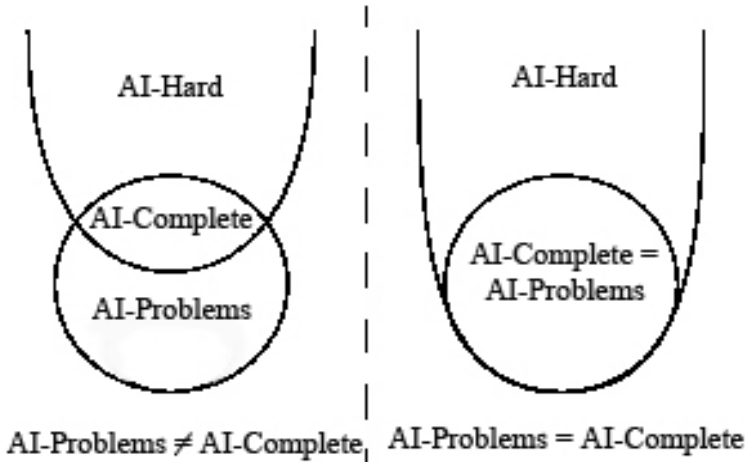 AI-Hard
AI-Complete
AI-Problems
AI-Problems ≠ AI-Complete
AI-Hard
AI-Complete =
AI-Problems
AI-Problems = AI-Complete